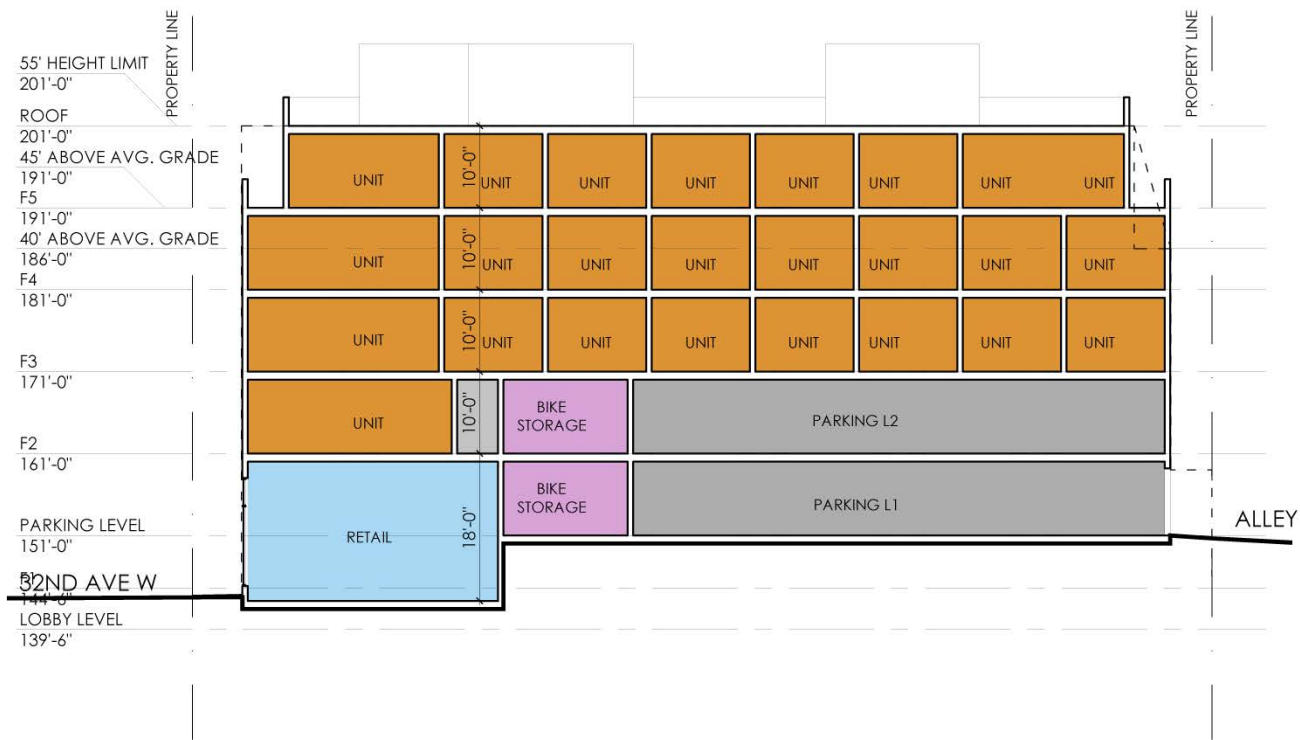 PROPERTY LINE
PROPERTY LINE
55' HEIGHT LIMIT
201'-0"
ROOF
201'-0"
45' ABOVE AVG. GRADE
191'-0"
F5
191'-0"
40' ABOVE AVG. GRADE
186'-0"
F4
181'-0"
F3
171'-0"
F2
161'-0"
PARKING LEVEL
151'-0"
F1
32ND AVE W
144'-6"
LOBBY LEVEL
139'-6"
UNIT
10'-0"
UNIT
UNIT
UNIT
UNIT
UNIT
UNIT
UNIT
UNIT
10'-0"
UNIT
UNIT
UNIT
UNIT
UNIT
UNIT
UNIT
UNIT
10'-0"
UNIT
UNIT
UNIT
UNIT
UNIT
UNIT
UNIT
UNIT
10'-0"
BIKE
STORAGE
PARKING L2
RETAIL
18'-0"
BIKE
STORAGE
PARKING L1
ALLEY